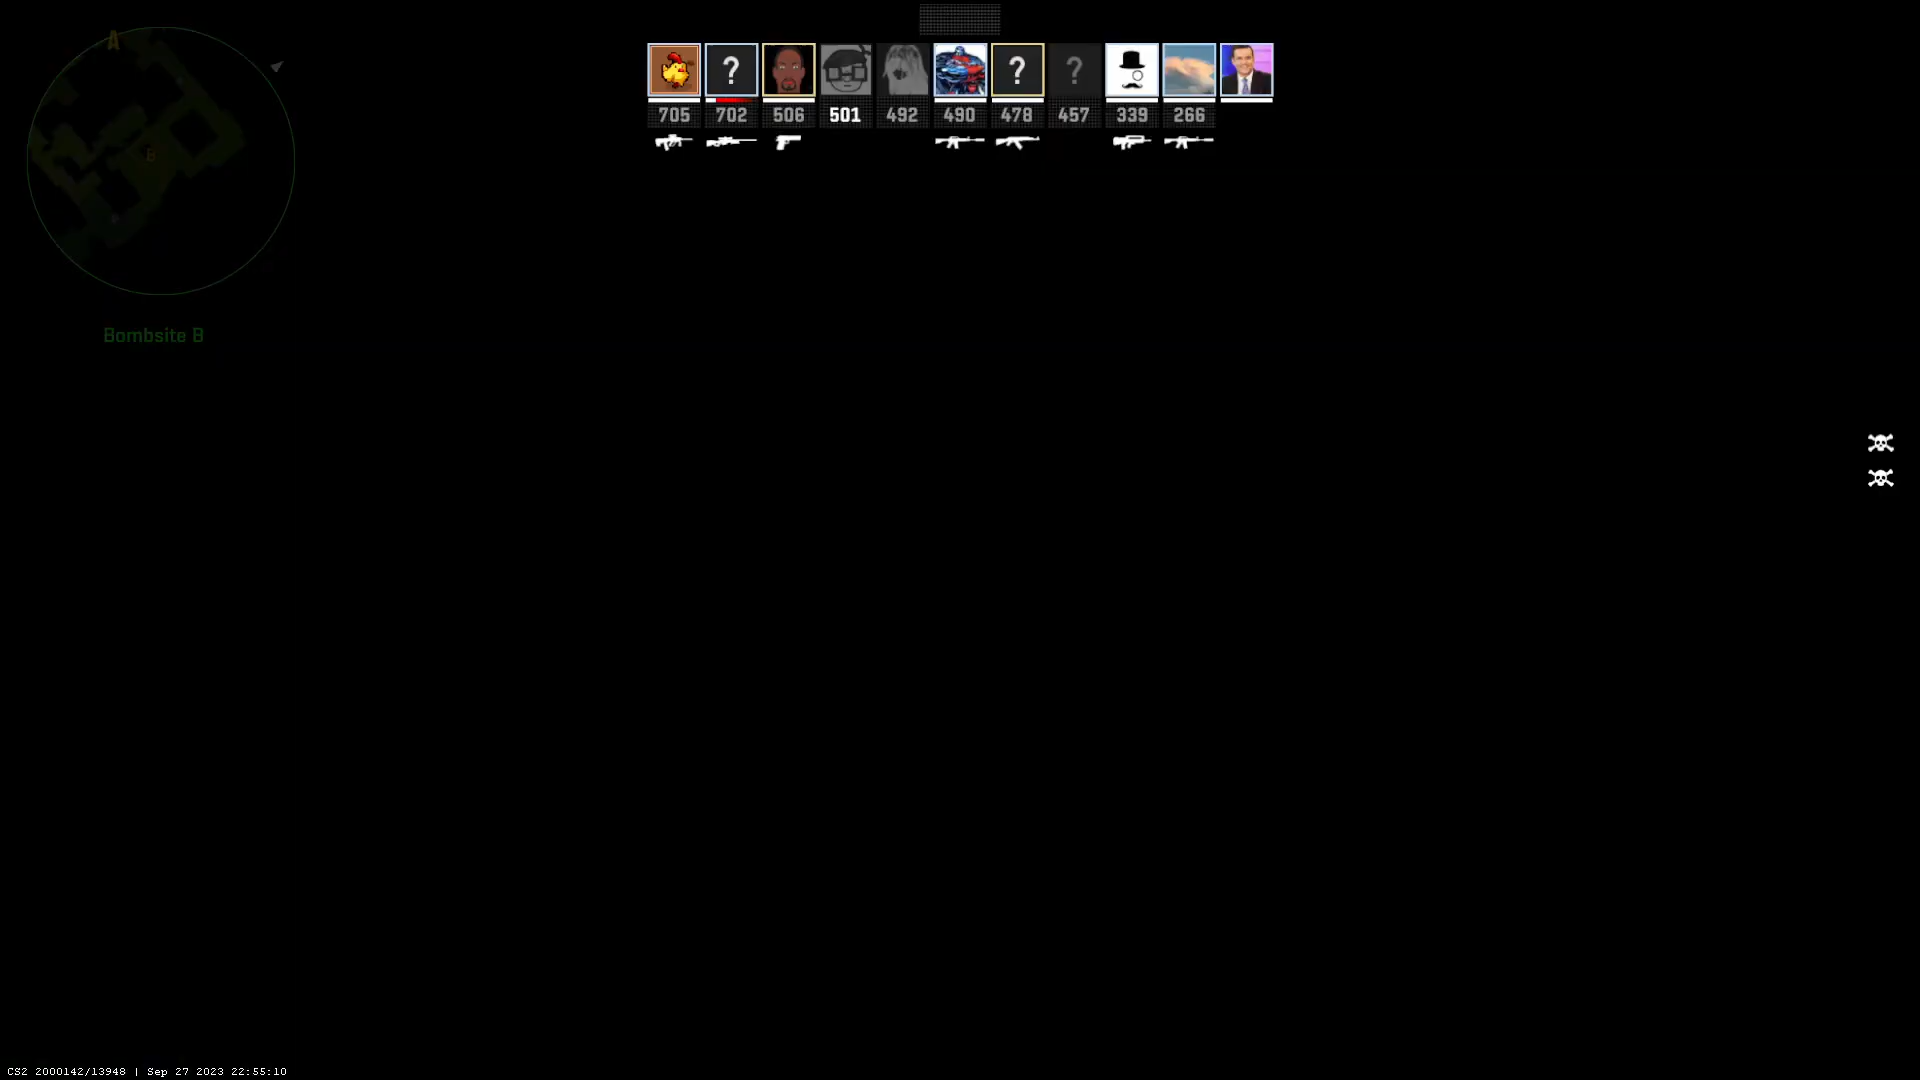 A
? ? ?
705 702 506 501 492 490 478 457 339 266
B
Bombsite B
CS2 2000142/13948 | Sep 27 2023 22:55:10